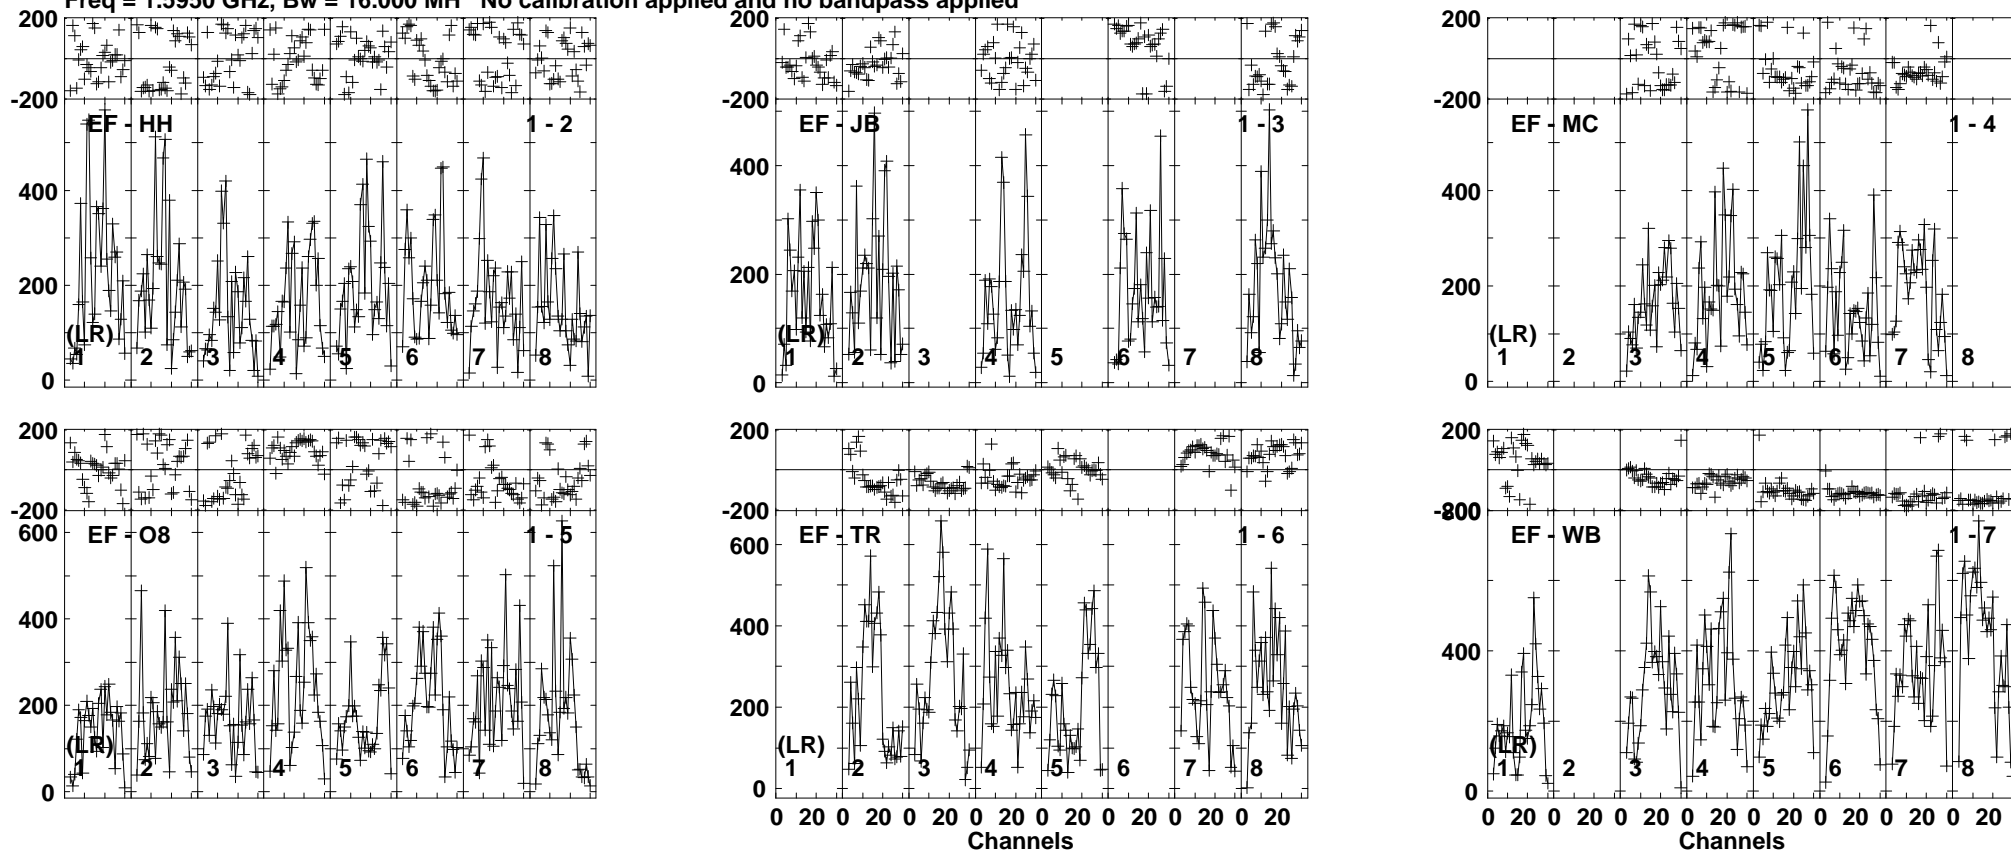 Freq = 1.5950 GHz, Bw = 16.000 MH No calibration applied and no bandpass applied
200
-200
EF - HH 1 - 2
400
200
(LR)
1 2 3 4 5 6 7 8
0
200
-200
EF - JB 1 - 3
400
200
(LR)
1 2 3 4 5 6 7 8
0
200
-200
EF - MC 1 - 4
400
200
(LR)
1 2 3 4 5 6 7 8
0
200
-200
600
EF - O8 1 - 5
400
200
(LR)
1 2 3 4 5 6 7 8
0
200
-200
EF - TR 1 - 6
600
400
200
(LR)
1 2 3 4 5 6 7 8
0
0 20 0 20 0 20 0 20 0 20 0 20 0 20 0 20
Channels
200
-200
800
EF - WB 1 - 7
400
(LR)
1 2 3 4 5 6 7 8
0
0 20 0 20 0 20 0 20 0 20 0 20 0 20 0 20
Channels